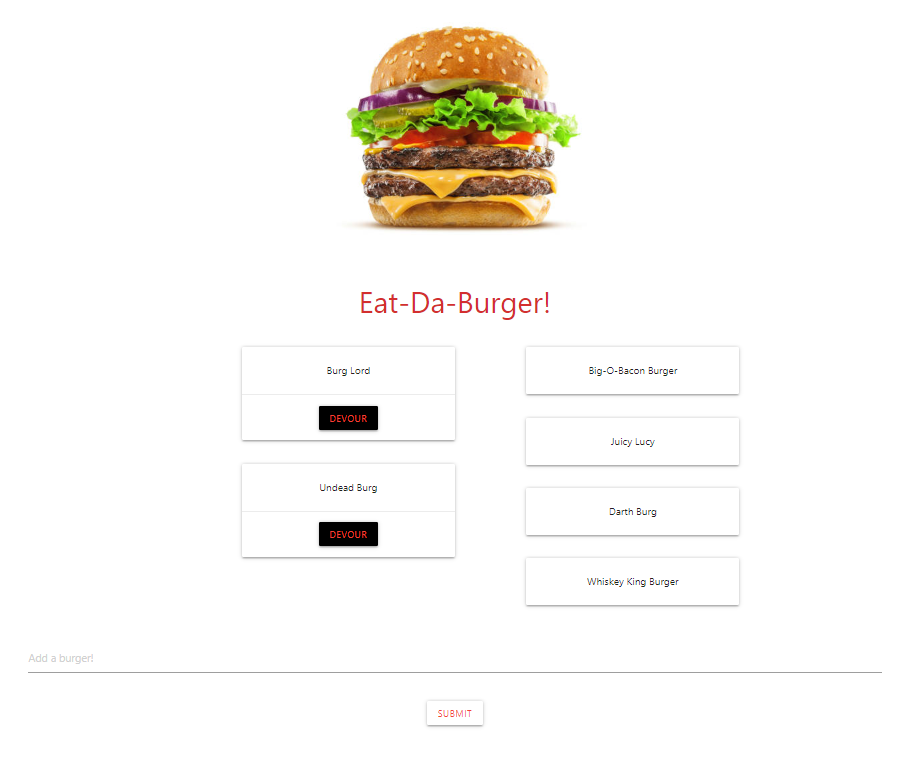 Eat-Da-Burger!
Burg Lord
DEVOUR
Undead Burg
DEVOUR
Big-O-Bacon Burger
Juicy Lucy
Darth Burg
Whiskey King Burger
Add a burger!
SUBMIT